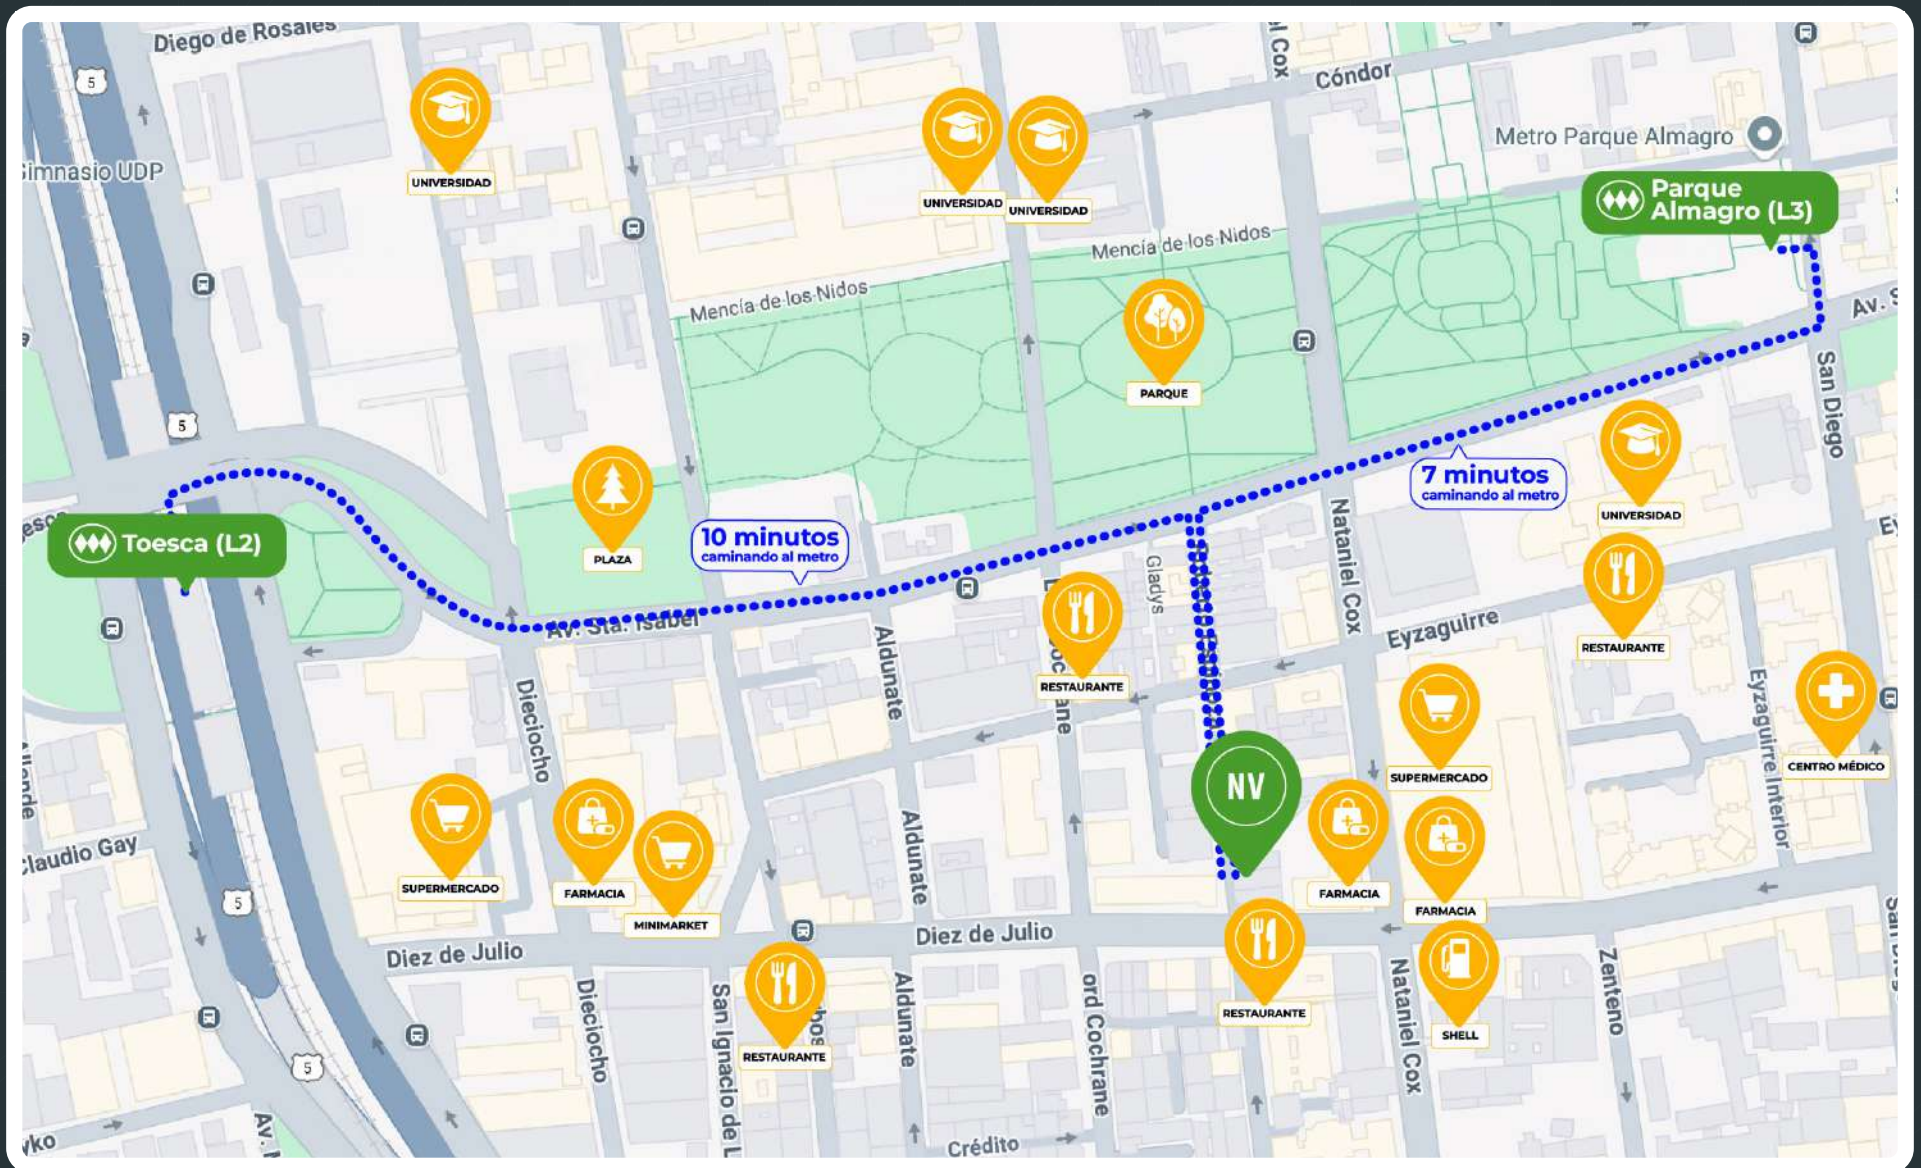 Diego de Rosales
5
Gimnasio UDP
UNIVERSIDAD
UNIVERSIDAD
UNIVERSIDAD
Cox
Cóndor
Metro Parque Almagro
Parque
Almagro (L3)
Mencía de los Nidos
Mencía de los Nidos
PARQUE
Av.
San Diego
5
PLAZA
10 minutos
caminando al metro
7 minutos
caminando al metro
UNIVERSIDAD
Toesca (L2)
Av. Sta. Isabel
Gladys
Nataniel Cox
Eyzaguirre
RESTAURANTE
RESTAURANTE
Aldunate
Dieciocho
Eyzaguirre Interior
CENTRO MÉDICO
SUPERMERCADO
NV
SUPERMERCADO
FARMACIA
MINIMARKET
FARMACIA
FARMACIA
Claudio Gay
Aldunate
5
Diez de Julio
Diez de Julio
RESTAURANTE
RESTAURANTE
SHELL
Dieciocho
San Ignacio de L
Aldunate
ord Cochrane
Nataniel Cox
Zenteno
5
Av.
Crédito